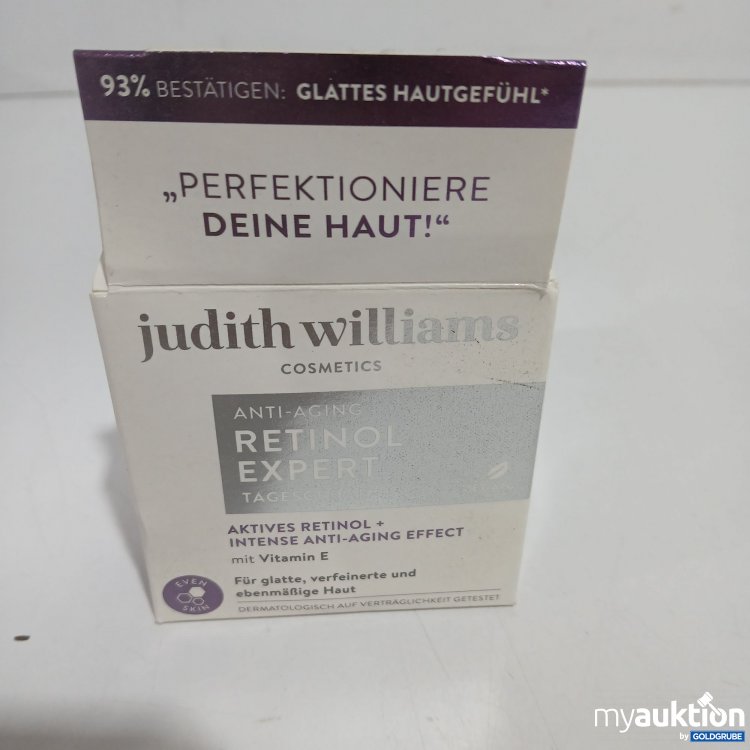 93% BESTÄTIGEN: GLATTES HAUTGEFÜHL*
„PERFEKTIONIERE
DEINE HAUT!“
judith williams
COSMETICS
ANTI-AGING
RETINOL
EXPERT
AKTIVES RETINOL +
INTENSE ANTI-AGING EFFECT
mit Vitamin E
EVEN
SKIN
Für glatte, verfeinerte und
ebenmäßige Haut
DERMATOLOGISCH AUF VERTRÄGLICHKEIT GETESTET
myauktion
by GOLDGRUBE